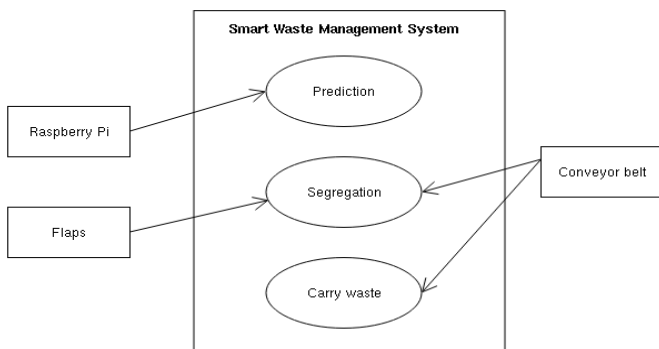 Smart Waste Management System
Prediction
Raspberry Pi
Segregation
Conveyor belt
Flaps
Carry waste